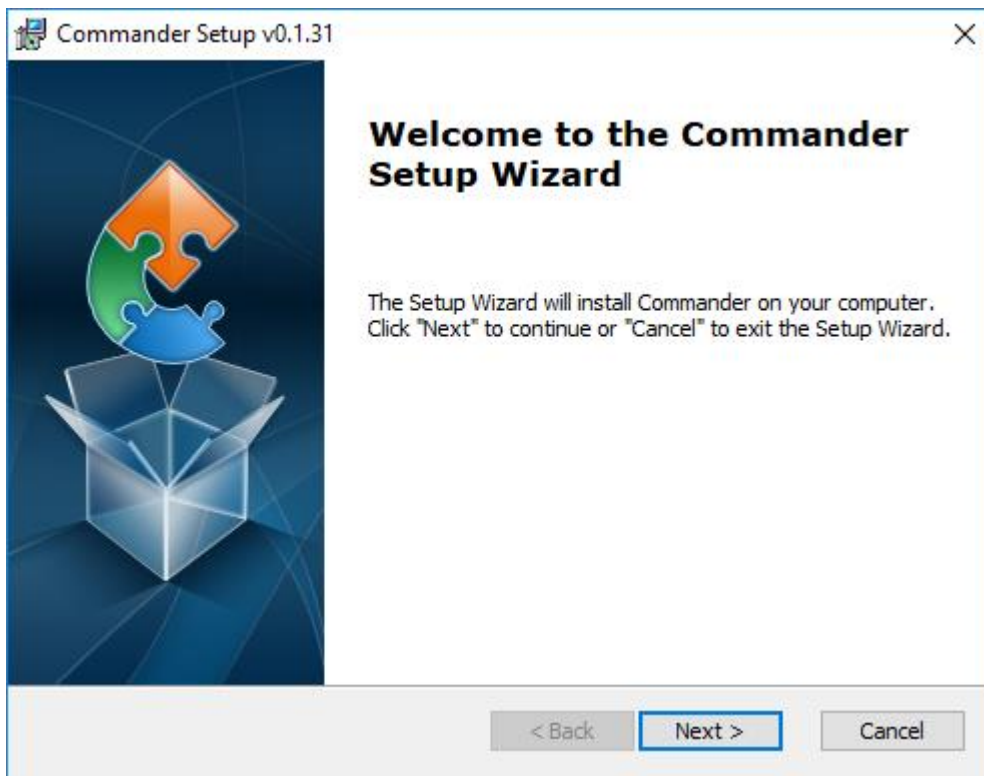 Commander Setup v0.1.31
Welcome to the Commander
Setup Wizard
The Setup Wizard will install Commander on your computer.
Click "Next" to continue or "Cancel" to exit the Setup Wizard.
< Back Next > Cancel